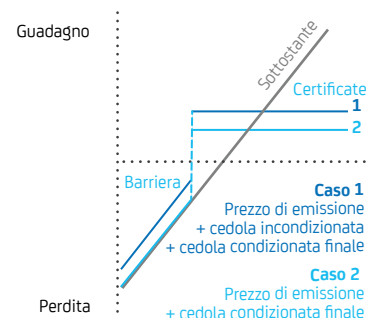 Guadagno
Sottostante
Certificate
1
2
Barriera
Caso 1
Prezzo di emissione
+ cedola incondizionata
+ cedola condizionata finale
Caso 2
Prezzo di emissione
+ cedola condizionata finale
Perdita